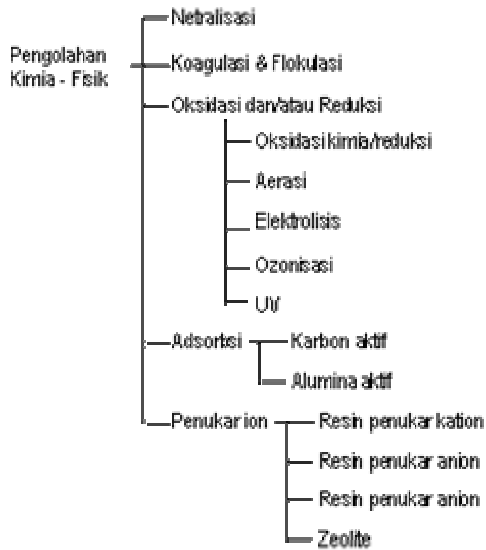 Netralisasi
Pengolahan
Kimia - Fisik
Koagulasi & Flokulasi
Oksidasi dan/atau Reduksi
Oksidasi kimia/reduksi
Aerasi
Elektrolisis
Ozonisasi
UV
Adsorbsi
Karbon aktif
Alumina aktif
Penukar ion
Resin penukar kation
Resin penukar anion
Resin penukar anion
Zeolite